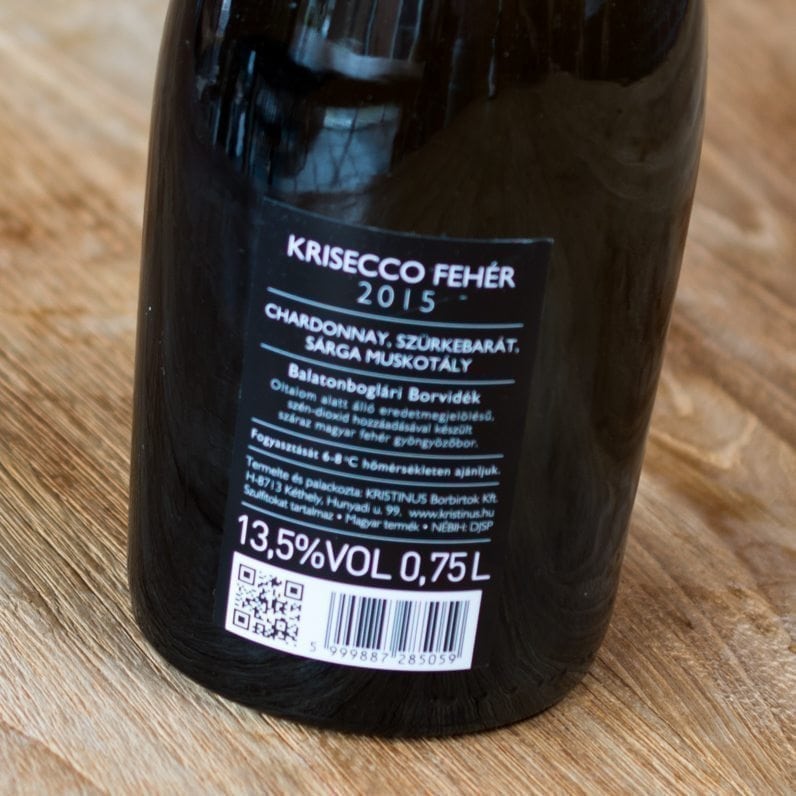 KRISECCO FEHÉR
2015
CHARDONNAY, SZÜRKEBARÁT,
SÁRGA MUSKOTÁLY
Balatonboglári Borvidék
Oltalom alatt álló eredetmegjelölésű,
szén-dioxid hozzáadásával készült
száraz magyar fehér gyöngyözőbor.
Fogyasztását 6-8 °C hőmérsékleten ajánljuk.
Termelte és palackozta: KRISTINUS Borbirtok Kft.
H-8713 Kéthely, Hunyadi u. 99. www.kristinus.hu
Szulfitokat tartalmaz • Magyar termék • NÉBIH: DJSP
13,5%VOL 0,75L
5 999887 285059